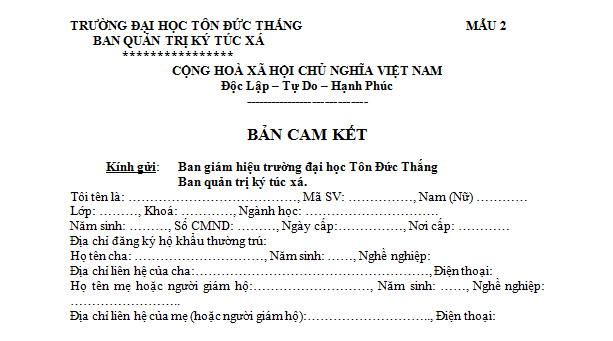 TRƯỜNG ĐẠI HỌC TÔN ĐỨC THẮNG MẪU 2
BAN QUẢN TRỊ KÝ TÚC XÁ
****************
CỘNG HOÀ XÃ HỘI CHỦ NGHĨA VIỆT NAM
Độc Lập – Tự Do – Hạnh Phúc
------------------------------
BẢN CAM KẾT
Kính gửi: Ban giám hiệu trường đại học Tôn Đức Thắng
Ban quản trị ký túc xá.
Tôi tên là: ………………………………, Mã SV: ……………, Nam (Nữ) …………
Lớp: ………, Khoá: …………, Ngành học: ……………………….
Năm sinh: ………, Số CMND: ………, Ngày cấp:……………, Nơi cấp: …………
Địa chỉ đăng ký hộ khẩu thường trú:
Họ tên cha: ………………………, Năm sinh: ……, Nghề nghiệp:
Địa chỉ liên hệ của cha:…………………………………………, Điện thoại:
Họ tên mẹ hoặc người giám hộ:……………………, Năm sinh: ……, Nghề nghiệp:
…………………..
Địa chỉ liên hệ của mẹ (hoặc người giám hộ):…………………….., Điện thoại: